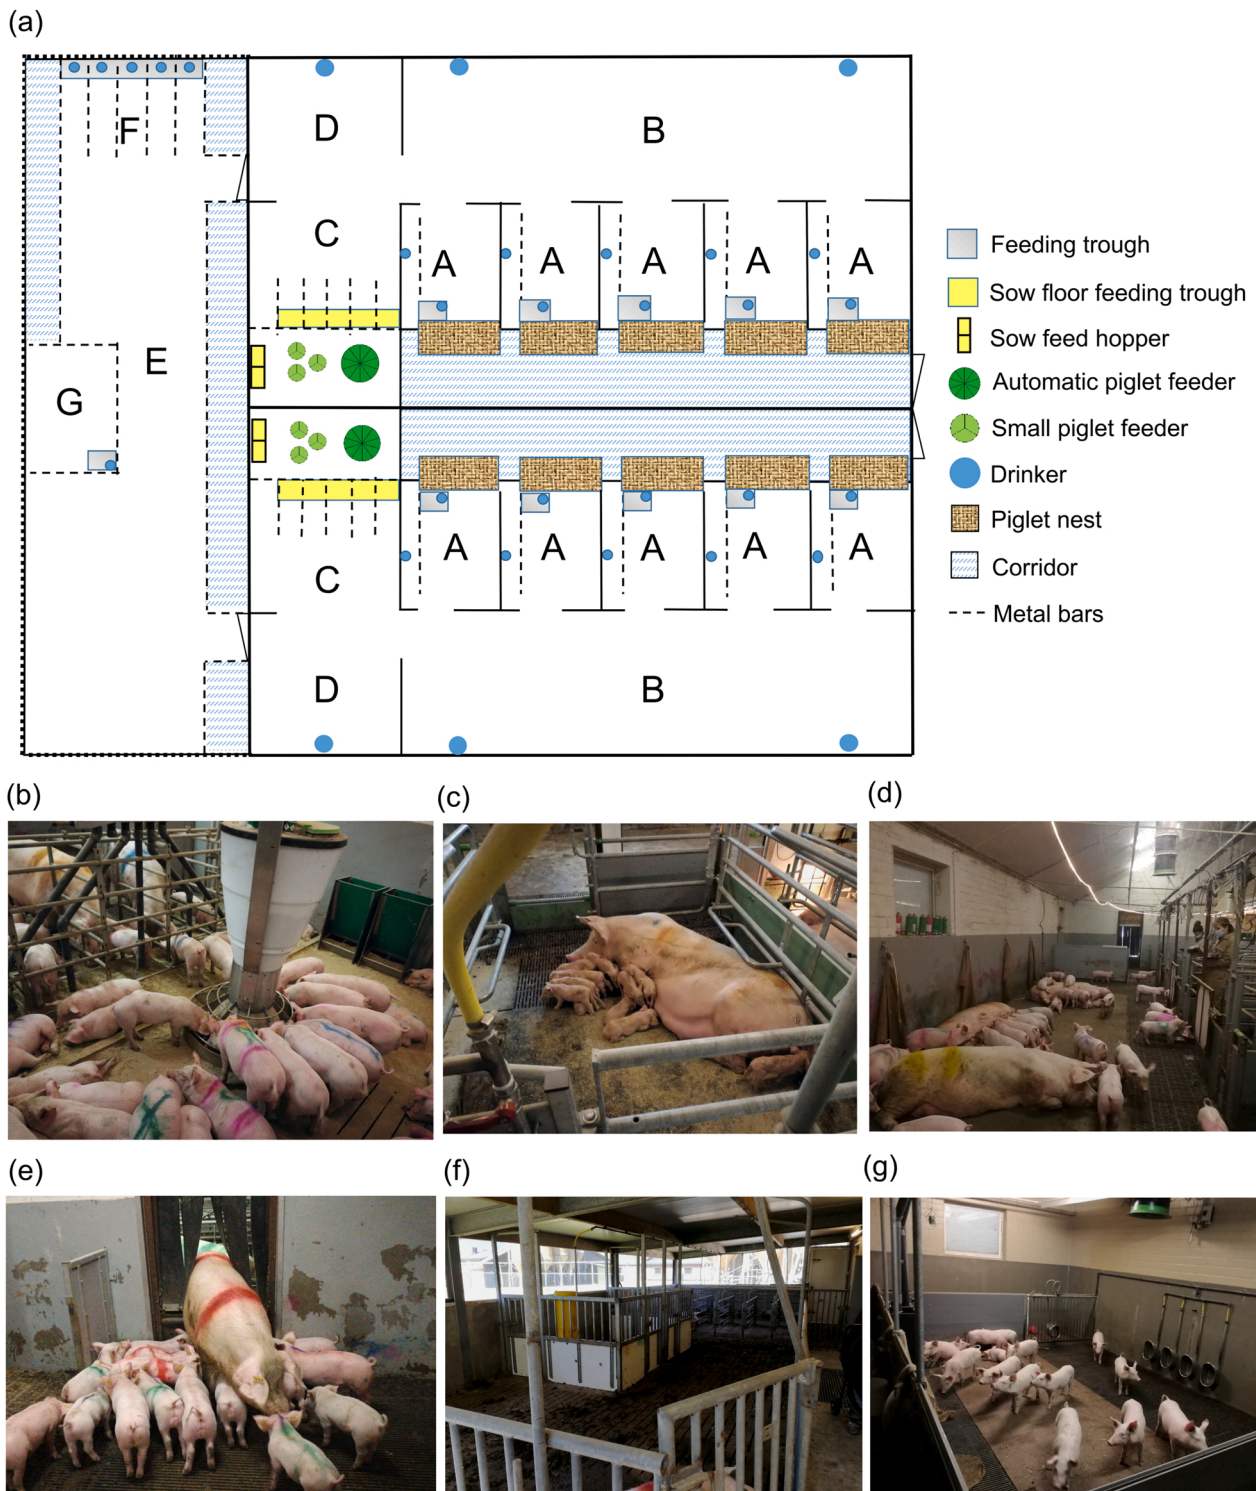 (a)
F
D
B
C
A
A
A
A
A
E
G
A
A
A
A
A
C
D
B
Feeding trough
Sow floor feeding trough
Sow feed hopper
Automatic piglet feeder
Small piglet feeder
Drinker
Piglet nest
Corridor
Metal bars
(b)
(c)
(d)
(e)
(f)
(g)